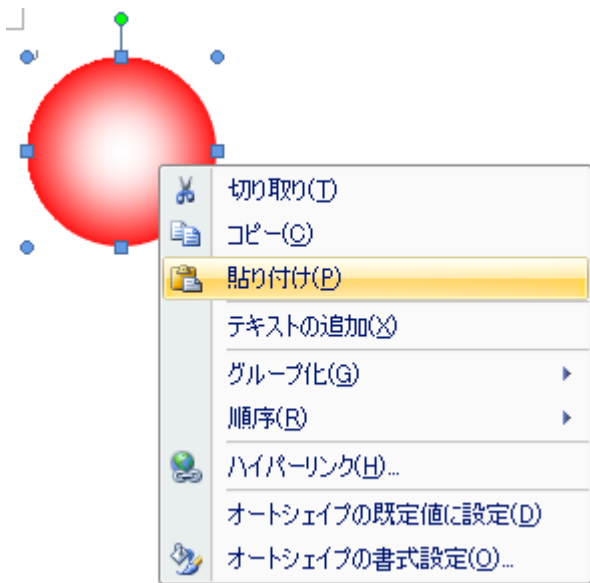 切り取り(T)
コピー(C)
貼り付け(P)
テキストの追加(X)
グループ化(G)
順序(R)
ハイパーリンク(H)...
オートシェイプの既定値に設定(D)
オートシェイプの書式設定(O)...